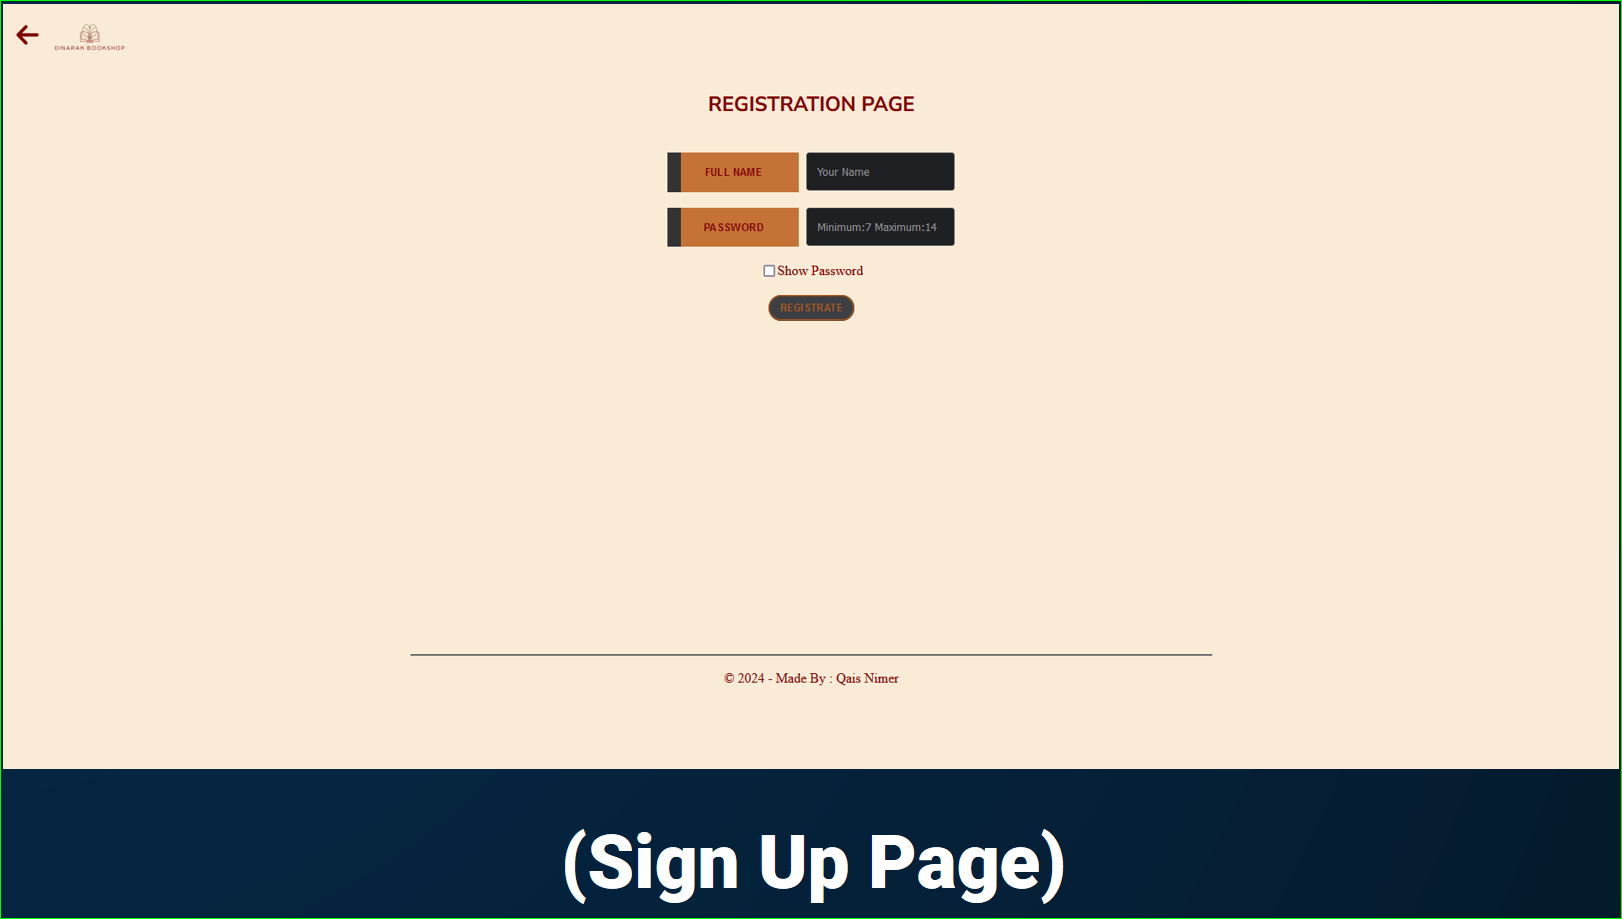 DINARAK BOOKSHOP
REGISTRATION PAGE
FULL NAME Your Name
PASSWORD Minimum:7 Maximum:14
Show Password
REGISTRATE
© 2024 - Made By : Qais Nimer
(Sign Up Page)